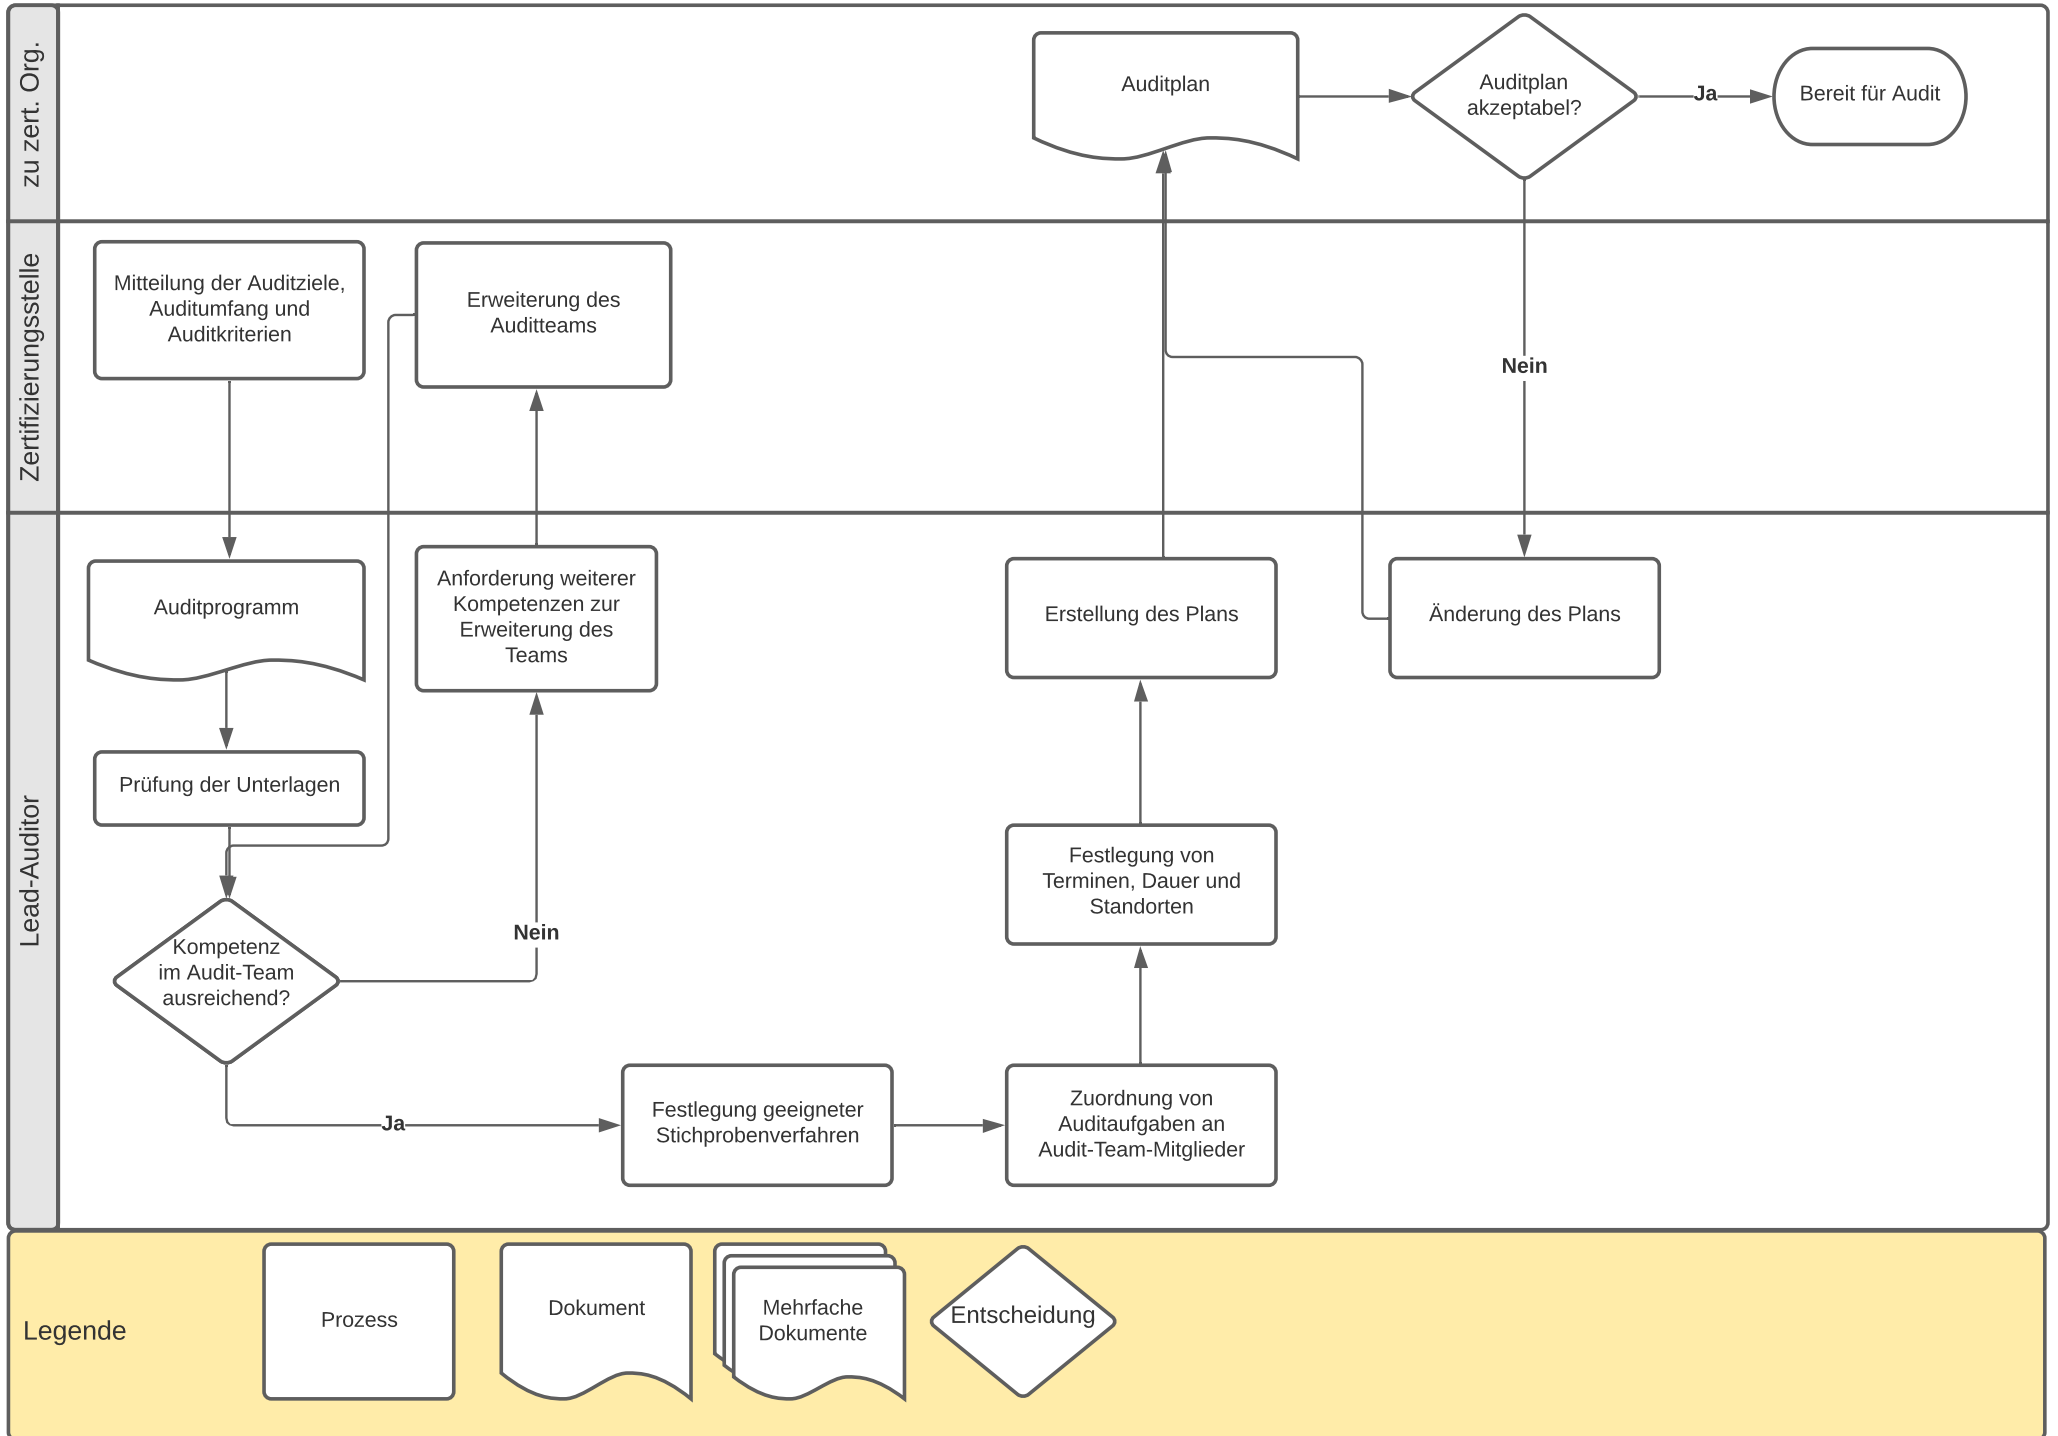 zu zert. Org.
Auditplan
Auditplan
akzeptabel?
Ja
Bereit für Audit
Zertifizierungsstelle
Mitteilung der Auditziele,
Auditumfang und
Auditkriterien
Erweiterung des
Auditteams
Nein
Lead-Auditor
Auditprogramm
Anforderung weiterer
Kompetenzen zur
Erweiterung des
Teams
Erstellung des Plans
Änderung des Plans
Prüfung der Unterlagen
Festlegung von
Terminen, Dauer und
Standorten
Kompetenz
im Audit-Team
ausreichend?
Nein
Ja
Festlegung geeigneter
Stichprobenverfahren
Zuordnung von
Auditaufgaben an
Audit-Team-Mitglieder
Legende
Prozess
Dokument
Mehrfache
Dokumente
Entscheidung